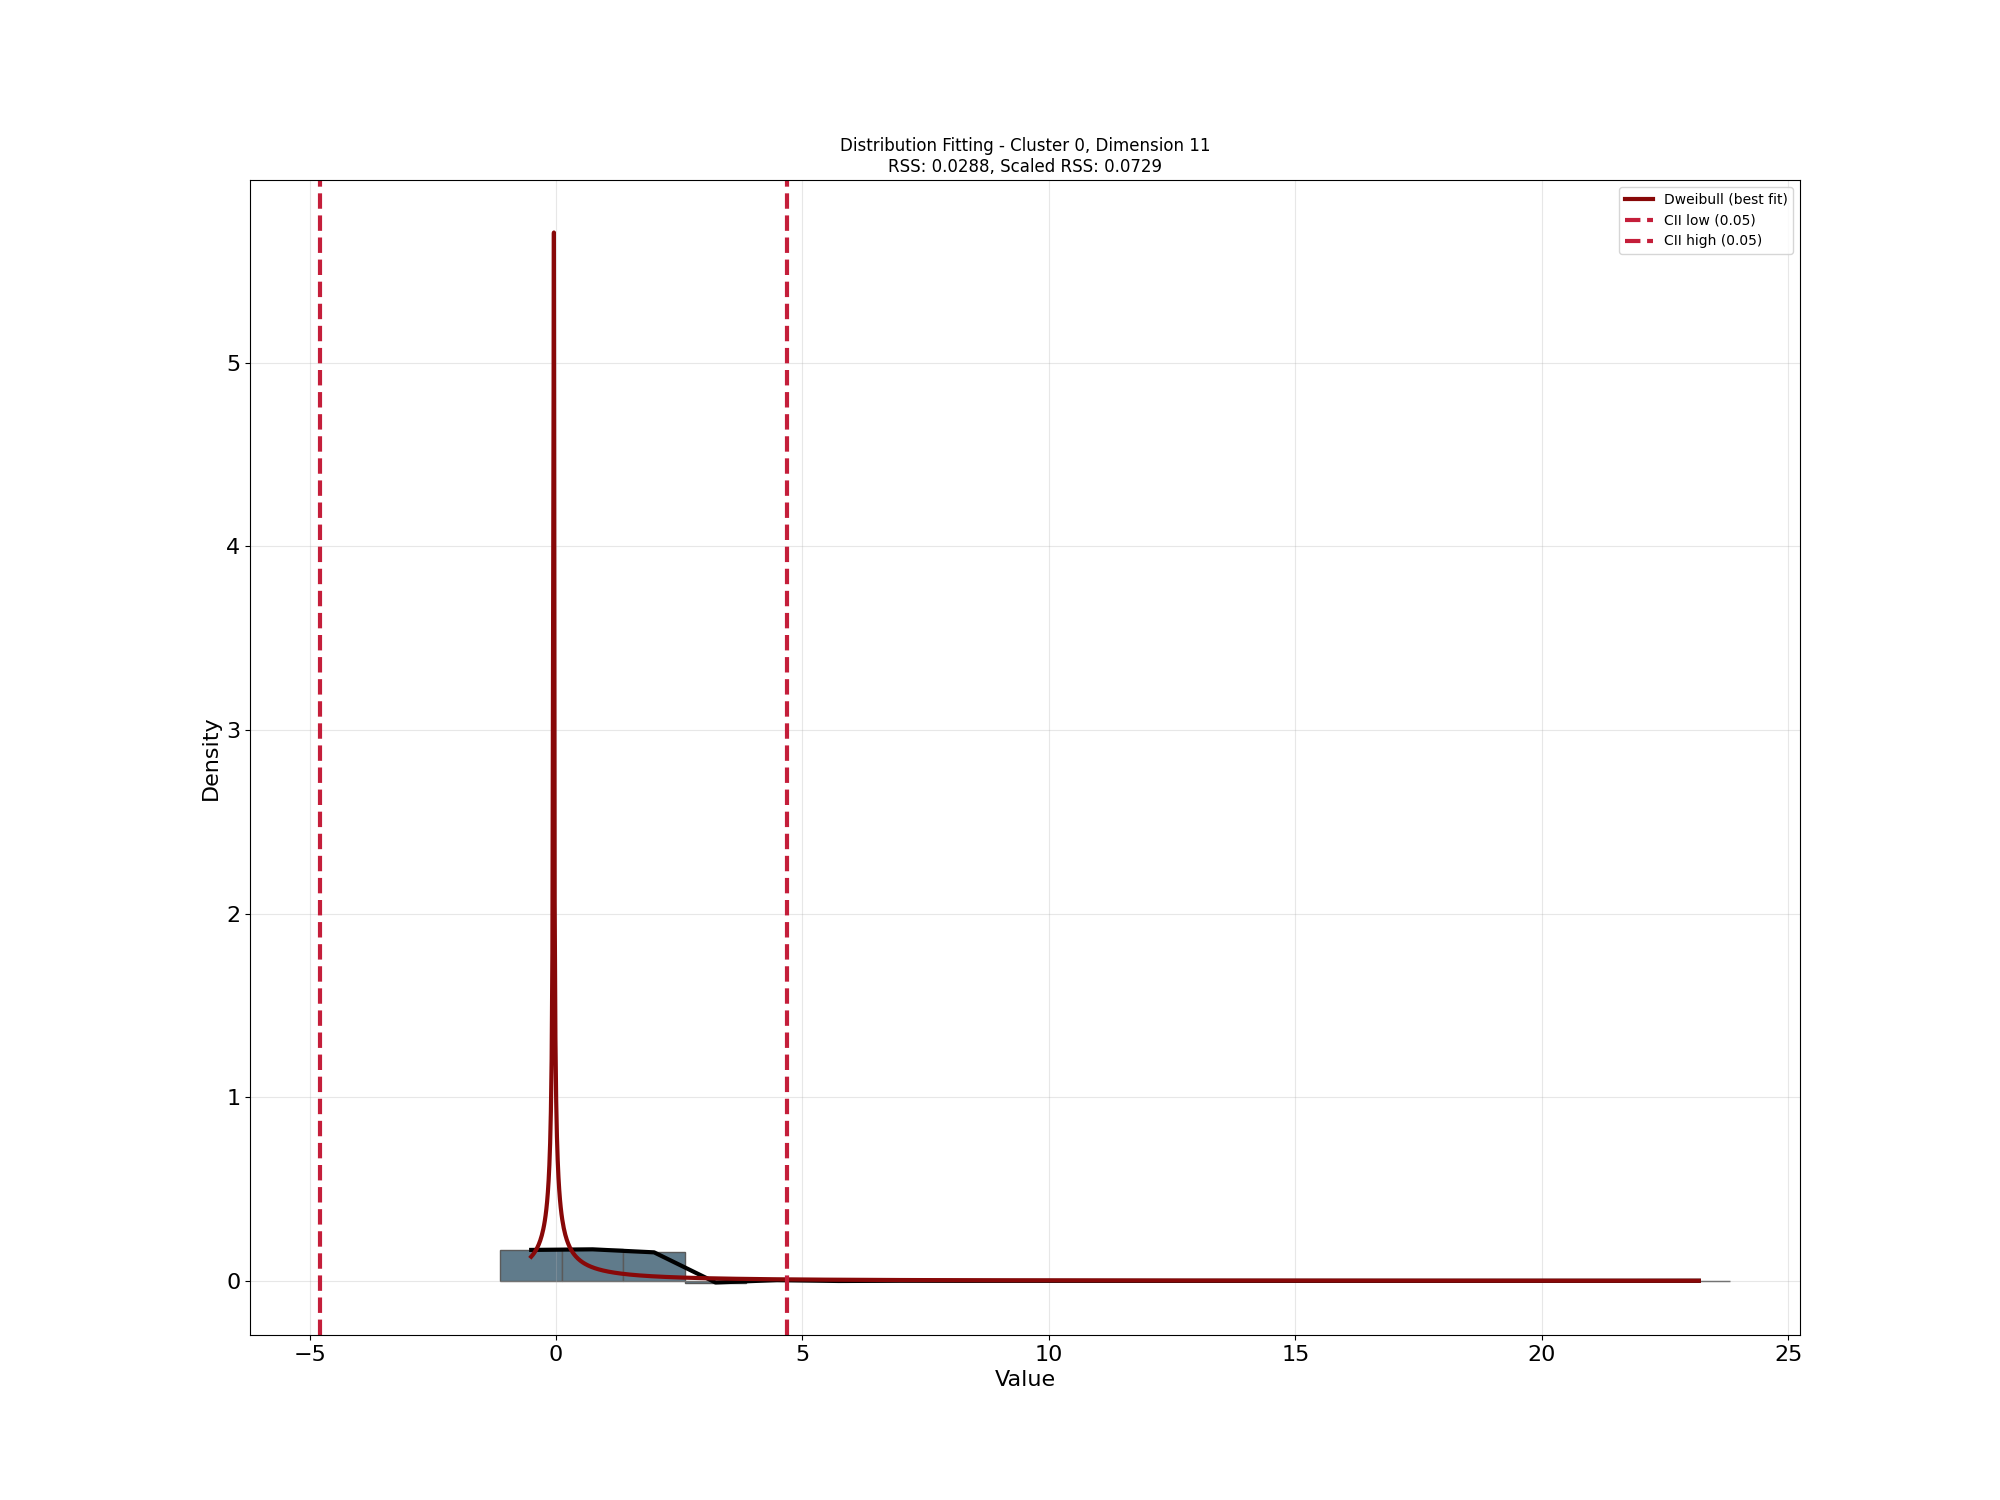 Distribution Fitting - Cluster 0, Dimension 11
RSS: 0.0288, Scaled RSS: 0.0729
Dweibull (best fit)
CII low (0.05)
CII high (0.05)
Density
5
4
3
2
1
0
−5 0 5 10 15 20 25
Value